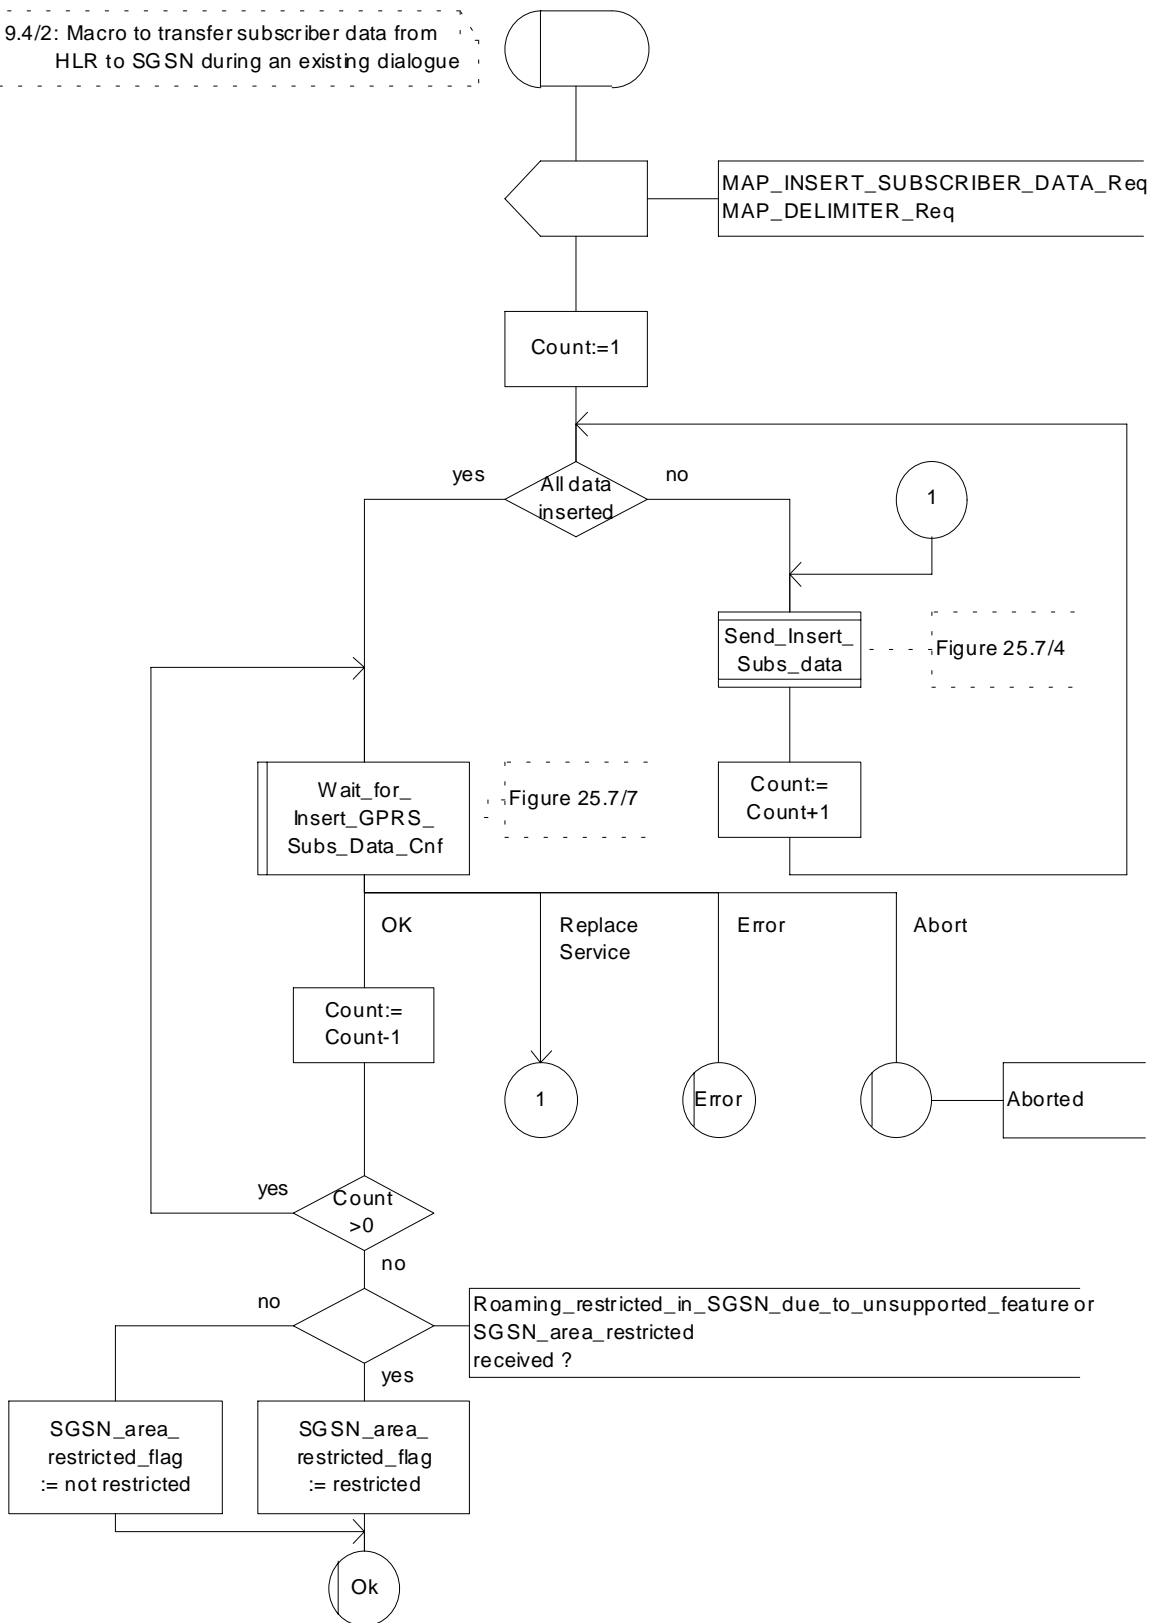 9.4/2: Macro to transfer subscriber data from
HLR to SGSN during an existing dialogue
MAP_INSERT_SUBSCRIBER_DATA_Req
MAP_DELIMITER_Req
Count:=1
yes
All data
inserted
no
1
Send_Insert_
Subs_data
Figure 25.7/4
Wait_for_
Insert_GPRS_
Subs_Data_Cnf
Figure 25.7/7
Count:=
Count+1
OK
Replace
Service
Error
Abort
Count:=
Count-1
1
Error
Aborted
yes
Count
>0
no
no
Roaming_restricted_in_SGSN_due_to_unsupported_feature or
SGSN_area_restricted
received ?
yes
SGSN_area_
restricted_flag
:= not restricted
SGSN_area_
restricted_flag
:= restricted
Ok